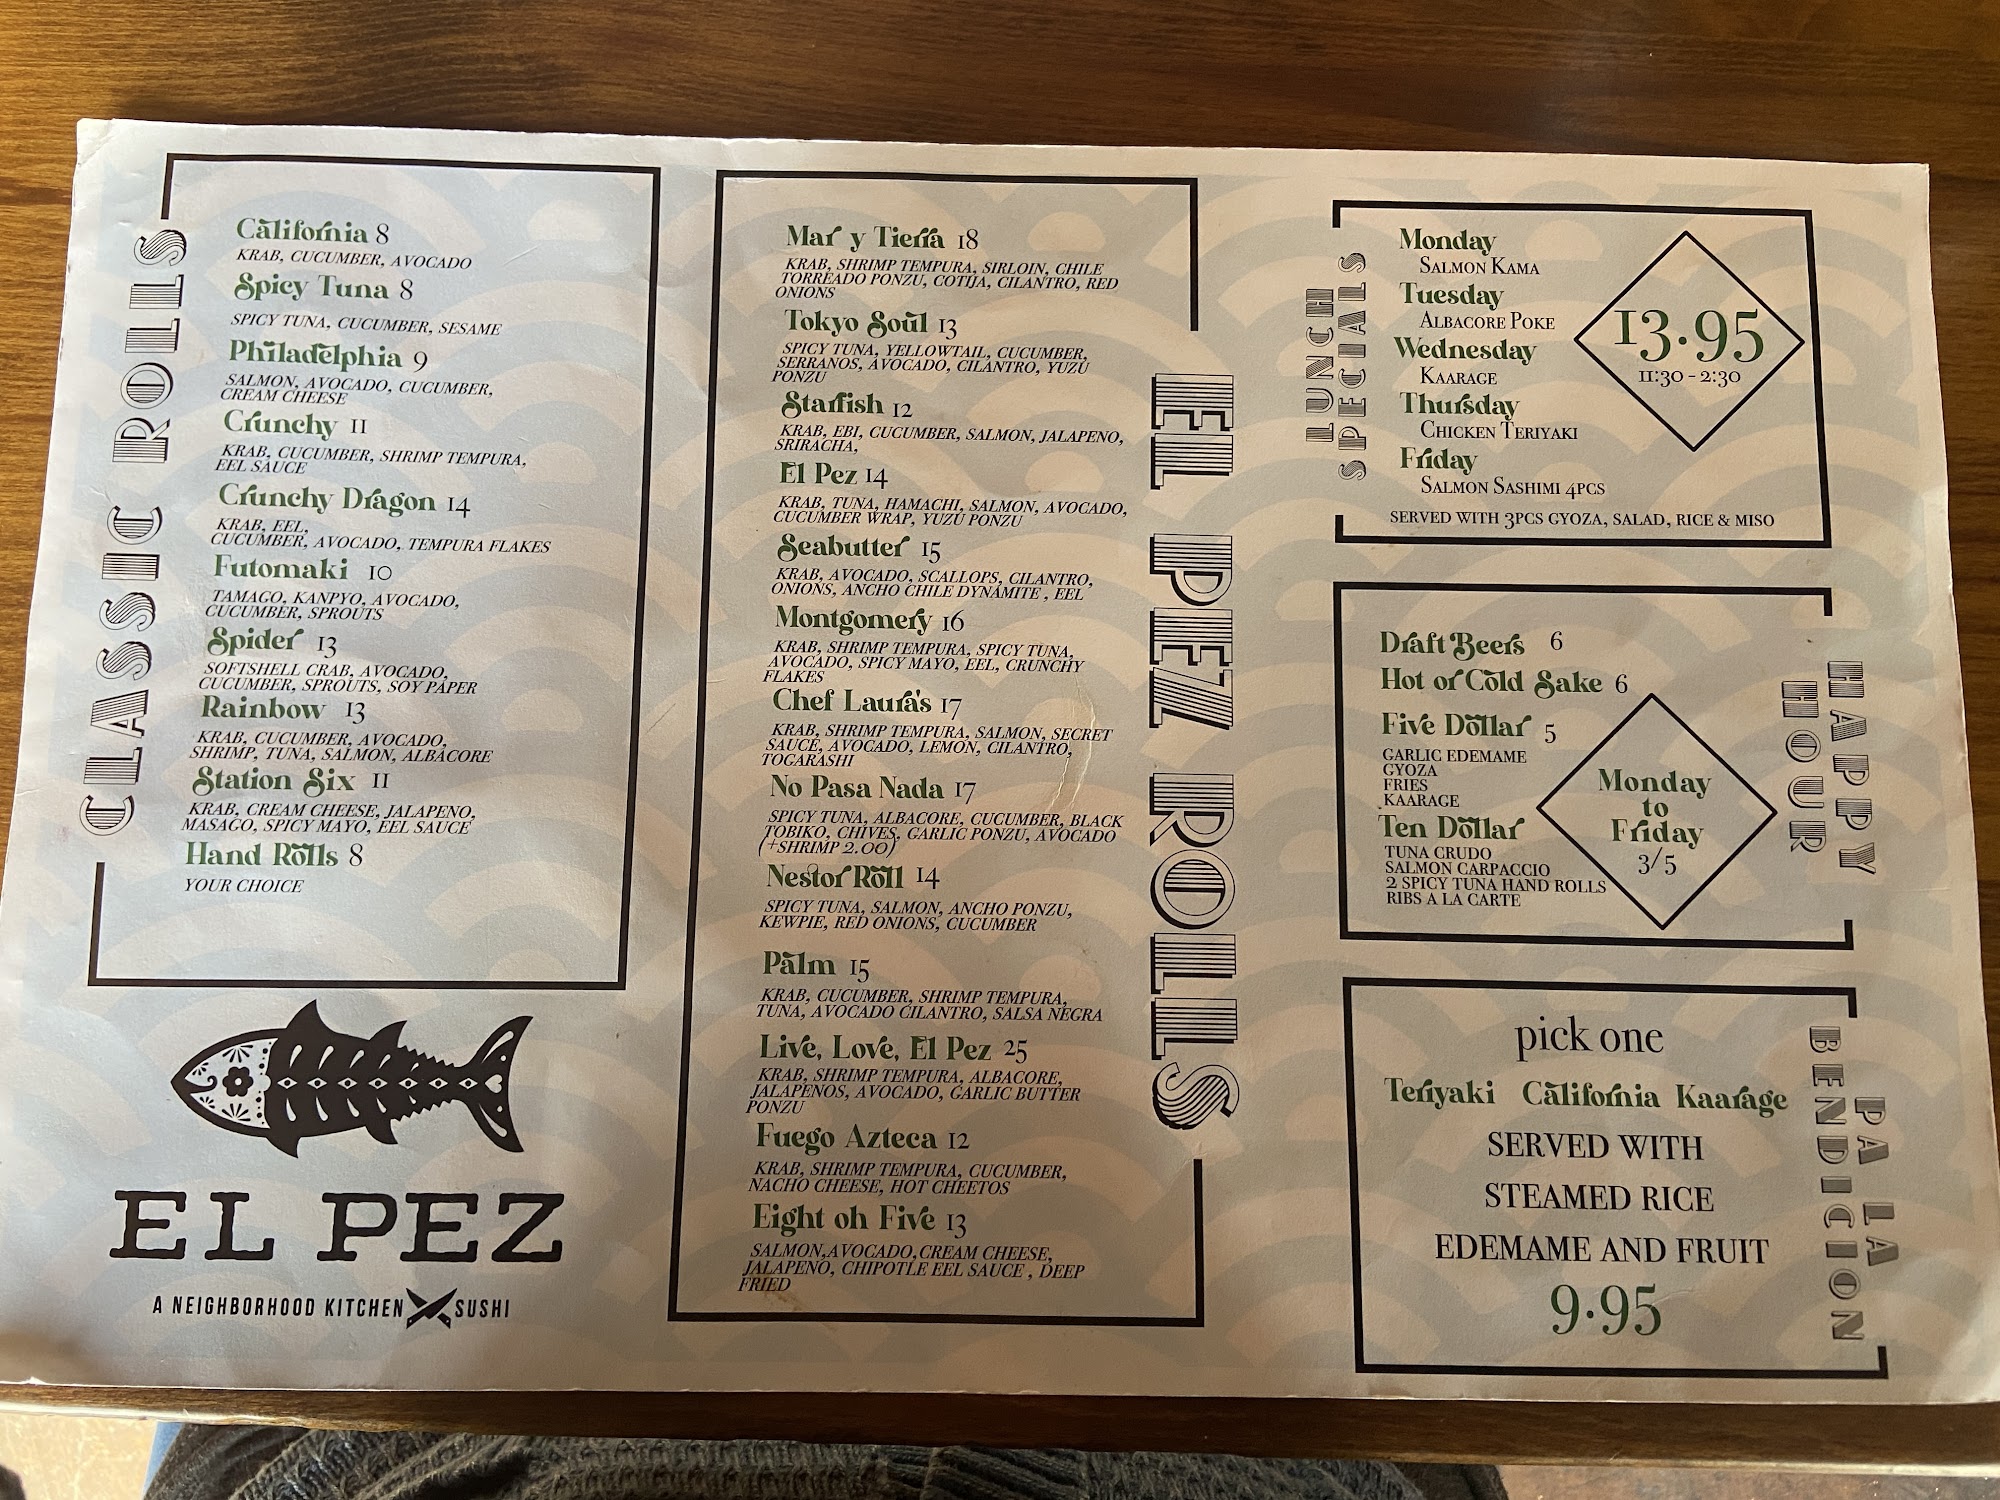 CLASSIC ROLLS
California 8
KRAB, CUCUMBER, AVOCADO
Spicy Tuna 8
SPICY TUNA, CUCUMBER, SESAME
Philadelphia 9
SALMON, AVOCADO, CUCUMBER,
CREAM CHEESE
Crunchy 11
KRAB, CUCUMBER, SHRIMP TEMPURA,
EEL SAUCE
Crunchy Dragon 14
KRAB, EEL,
CUCUMBER, AVOCADO, TEMPURA FLAKES
Futomaki 10
TAMAGO, KANPYO, AVOCADO,
CUCUMBER, SPROUTS
Spider 13
SOFTSHELL CRAB, AVOCADO,
CUCUMBER, SPROUTS, SOY PAPER
Rainbow 13
KRAB, CUCUMBER, AVOCADO,
SHRIMP, TUNA, SALMON, ALBACORE
Station Six 11
KRAB, CREAM CHEESE, JALAPENO,
MASAGO, SPICY MAYO, EEL SAUCE
Hand Rolls 8
YOUR CHOICE
EL PEZ
A NEIGHBORHOOD KITCHEN SUSHI
EL PEZ ROLLS
Mar y Tierra 18
KRAB, SHRIMP TEMPURA, SIRLOIN, CHILE
TORREADO PONZU, COTIJA, CILANTRO, RED
ONIONS
Tokyo Soul 13
SPICY TUNA, YELLOWTAIL, CUCUMBER,
SERRANOS, AVOCADO, CILANTRO, YUZU
PONZU
Starfish 12
KRAB, EBI, CUCUMBER, SALMON, JALAPENO,
SRIRACHA,
El Pez 14
KRAB, TUNA, HAMACHI, SALMON, AVOCADO,
CUCUMBER WRAP, YUZU PONZU
Seabutter 15
KRAB, AVOCADO, SCALLOPS, CILANTRO,
ONIONS, ANCHO CHILE DYNAMITE , EEL
Montgomery 16
KRAB, SHRIMP TEMPURA, SPICY TUNA,
AVOCADO, SPICY MAYO, EEL, CRUNCHY
FLAKES
Chef Laura's 17
KRAB, SHRIMP TEMPURA, SALMON, SECRET
SAUCE, AVOCADO, LEMON, CILANTRO,
TOGARASHI
No Pasa Nada 17
SPICY TUNA, ALBACORE, CUCUMBER, BLACK
TOBIKO, CHIVES, GARLIC PONZU, AVOCADO
(+SHRIMP 2.00)
Nestor Roll 14
SPICY TUNA, SALMON, ANCHO PONZU,
KEWPIE, RED ONIONS, CUCUMBER
Palm 15
KRAB, CUCUMBER, SHRIMP TEMPURA,
TUNA, AVOCADO CILANTRO, SALSA NEGRA
Live, Love, El Pez 25
KRAB, SHRIMP TEMPURA, ALBACORE,
JALAPENOS, AVOCADO, GARLIC BUTTER
PONZU
Fuego Azteca 12
KRAB, SHRIMP TEMPURA, CUCUMBER,
NACHO CHEESE, HOT CHEETOS
Eight oh Five 13
SALMON,AVOCADO,CREAM CHEESE,
JALAPENO, CHIPOTLE EEL SAUCE , DEEP
FRIED
LUNCH
SPECIALS
Monday
SALMON KAMA
Tuesday
ALBACORE POKE
Wednesday
KAARAGE
Thursday
CHICKEN TERIYAKI
Friday
SALMON SASHIMI 4PCS
SERVED WITH 3PCS GYOZA, SALAD, RICE & MISO
13.95
11:30 - 2:30
HAPPY
HOUR
Draft Beers 6
Hot or Cold Sake 6
Five Dollar 5
GARLIC EDEMAME
GYOZA
FRIES
KAARAGE
Ten Dollar
TUNA CRUDO
SALMON CARPACCIO
2 SPICY TUNA HAND ROLLS
RIBS A LA CARTE
Monday
to
Friday
3/5
PA LA
BENDICION
pick one
Teriyaki California Kaarage
SERVED WITH
STEAMED RICE
EDEMAME AND FRUIT
9.95